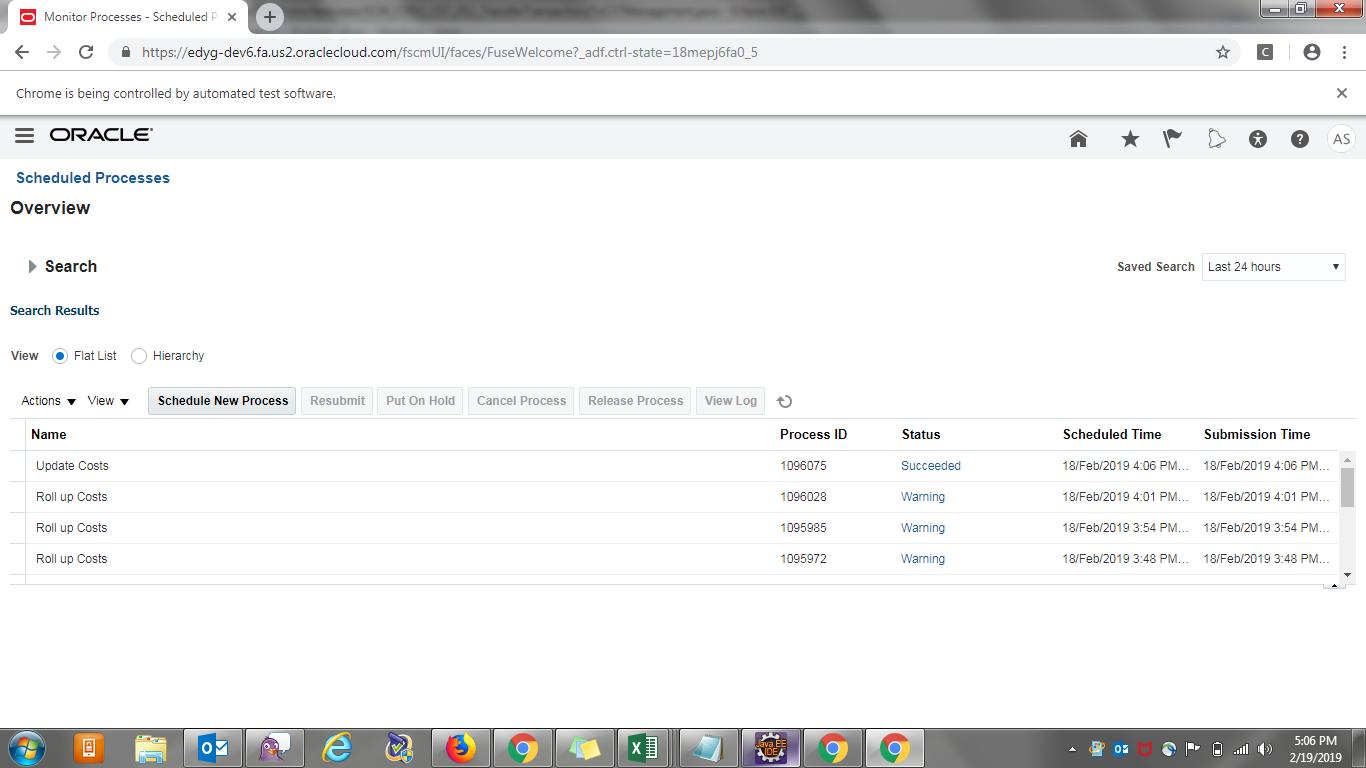 Monitor Processes - Scheduled P
https://edyg-dev6.fa.us2.oraclecloud.com/fscmUI/faces/FuseWelcome?_adf.ctrl-state=18mepj6fa0_5
C
Chrome is being controlled by automated test software.
ORACLE
AS
Scheduled Processes
Overview
Search
Saved Search Last 24 hours
Search Results
View Flat List Hierarchy
Actions View Schedule New Process Resubmit Put On Hold Cancel Process Release Process View Log
Name Process ID Status Scheduled Time Submission Time
Update Costs 1096075 Succeeded 18/Feb/2019 4:06 PM... 18/Feb/2019 4:06 PM...
Roll up Costs 1096028 Warning 18/Feb/2019 4:01 PM... 18/Feb/2019 4:01 PM...
Roll up Costs 1095985 Warning 18/Feb/2019 3:54 PM... 18/Feb/2019 3:54 PM...
Roll up Costs 1095972 Warning 18/Feb/2019 3:48 PM... 18/Feb/2019 3:48 PM...
Java EE
IDE
5:06 PM
2/19/2019